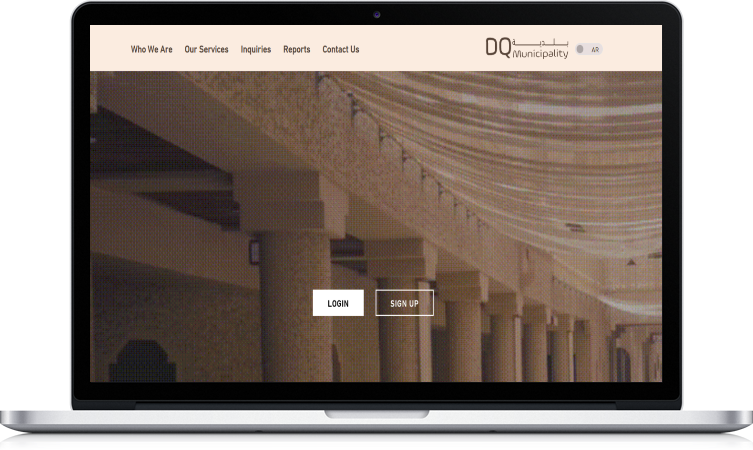 Who We Are Our Services Inquiries Reports Contact Us
DQ بلدية
Municipality
AR
LOGIN SIGN UP